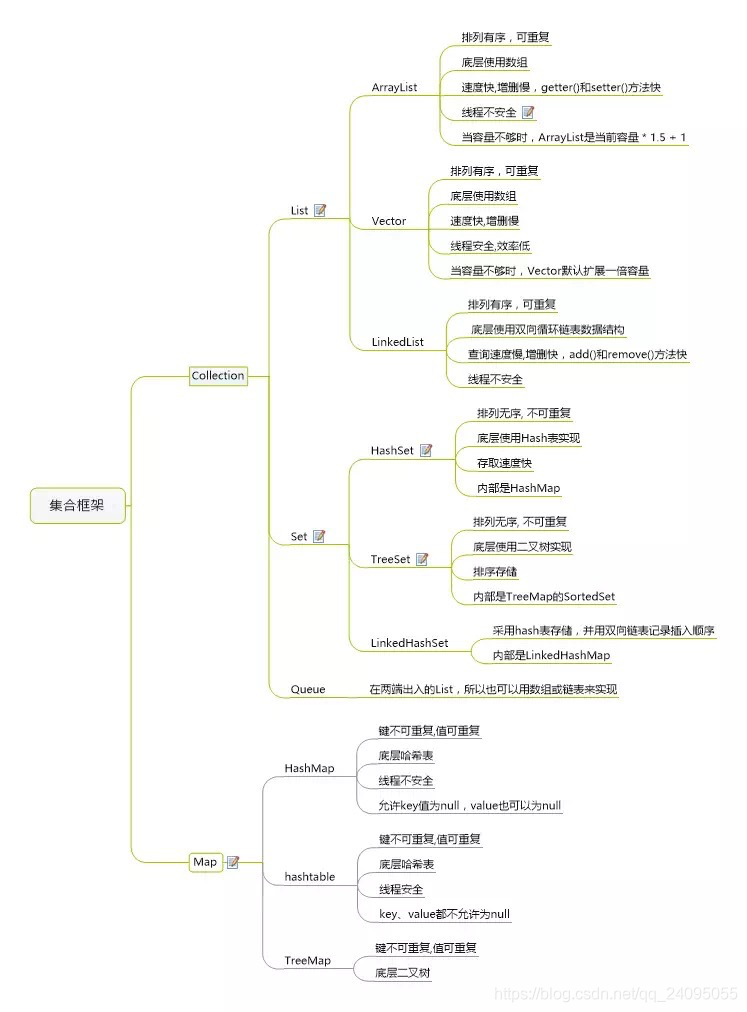 集合框架
Collection
List
ArrayList
排列有序，可重复
底层使用数组
速度快,增删慢，getter()和setter()方法快
线程不安全
当容量不够时，ArrayList是当前容量 * 1.5 + 1
Vector
排列有序，可重复
底层使用数组
速度快,增删慢
线程安全,效率低
当容量不够时，Vector默认扩展一倍容量
LinkedList
排列有序，可重复
底层使用双向循环链表数据结构
查询速度慢,增删快，add()和remove()方法快
线程不安全
Set
HashSet
排列无序, 不可重复
底层使用Hash表实现
存取速度快
内部是HashMap
TreeSet
排列无序, 不可重复
底层使用二叉树实现
排序存储
内部是TreeMap的SortedSet
LinkedHashSet
采用hash表存储，并用双向链表记录插入顺序
内部是LinkedHashMap
Queue
在两端出入的List，所以也可以用数组或链表来实现
Map
HashMap
键不可重复,值可重复
底层哈希表
线程不安全
允许key值为null，value也可以为null
hashtable
键不可重复,值可重复
底层哈希表
线程安全
key、value都不允许为null
TreeMap
键不可重复,值可重复
底层二叉树
https://blog.csdn.net/qq_24095055